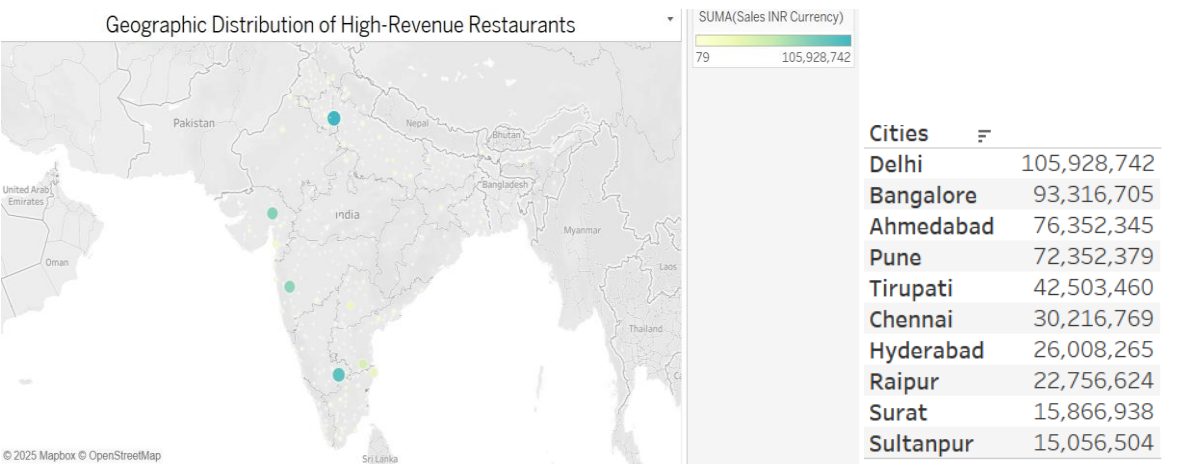 Geographic Distribution of High-Revenue Restaurants
SUMA(Sales INR Currency)
79 105,928,742
Pakistan
Nepal
Bhutan
United Arab
Emirates
Bangladesh
India
Oman
Myanmar
Laos
Thailand
Sri Lanka
© 2025 Mapbox © OpenStreetMap
Cities
Delhi 105,928,742
Bangalore 93,316,705
Ahmedabad 76,352,345
Pune 72,352,379
Tirupati 42,503,460
Chennai 30,216,769
Hyderabad 26,008,265
Raipur 22,756,624
Surat 15,866,938
Sultanpur 15,056,504